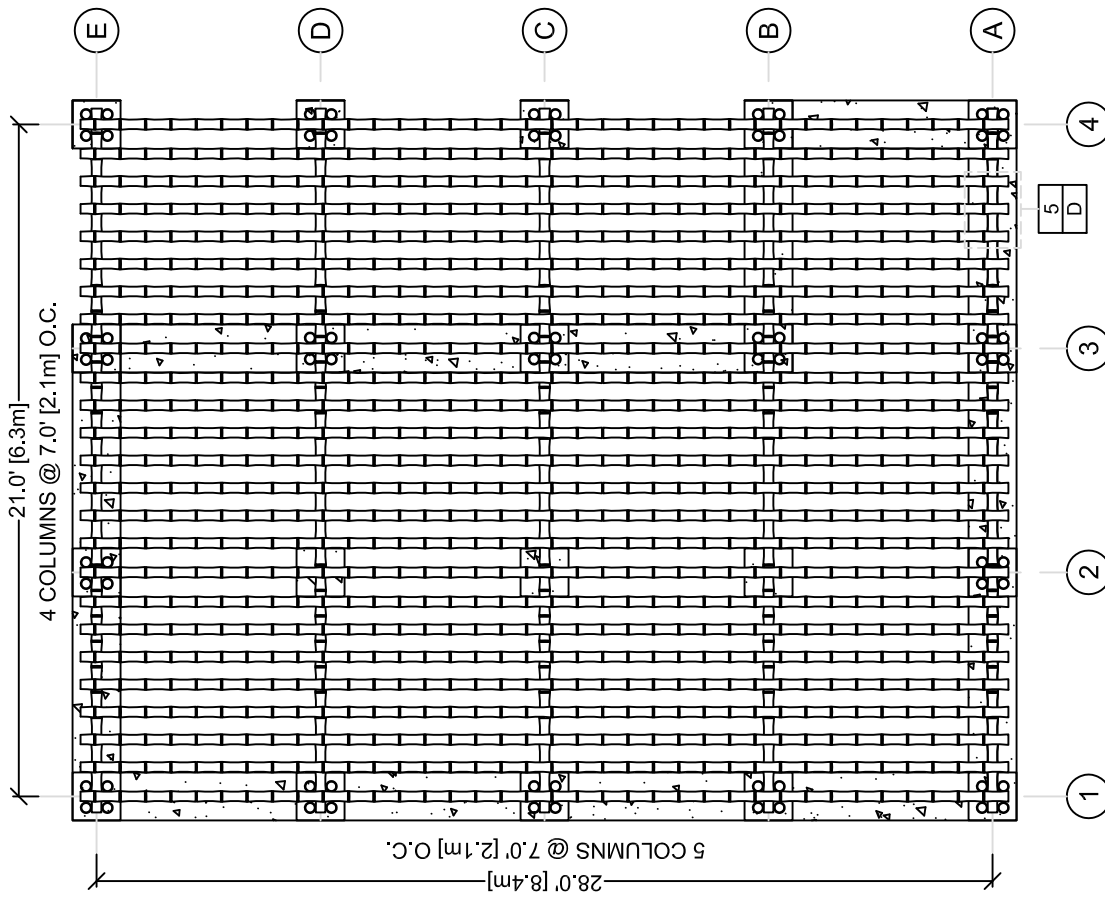 21.0' [6.3m]
4 COLUMNS @ 7.0' [2.1m] O.C.
E
D
C
B
A
4
3
2
1
5
D
5 COLUMNS @ 7.0' [2.1m] O.C.
28.0' [8.4m]